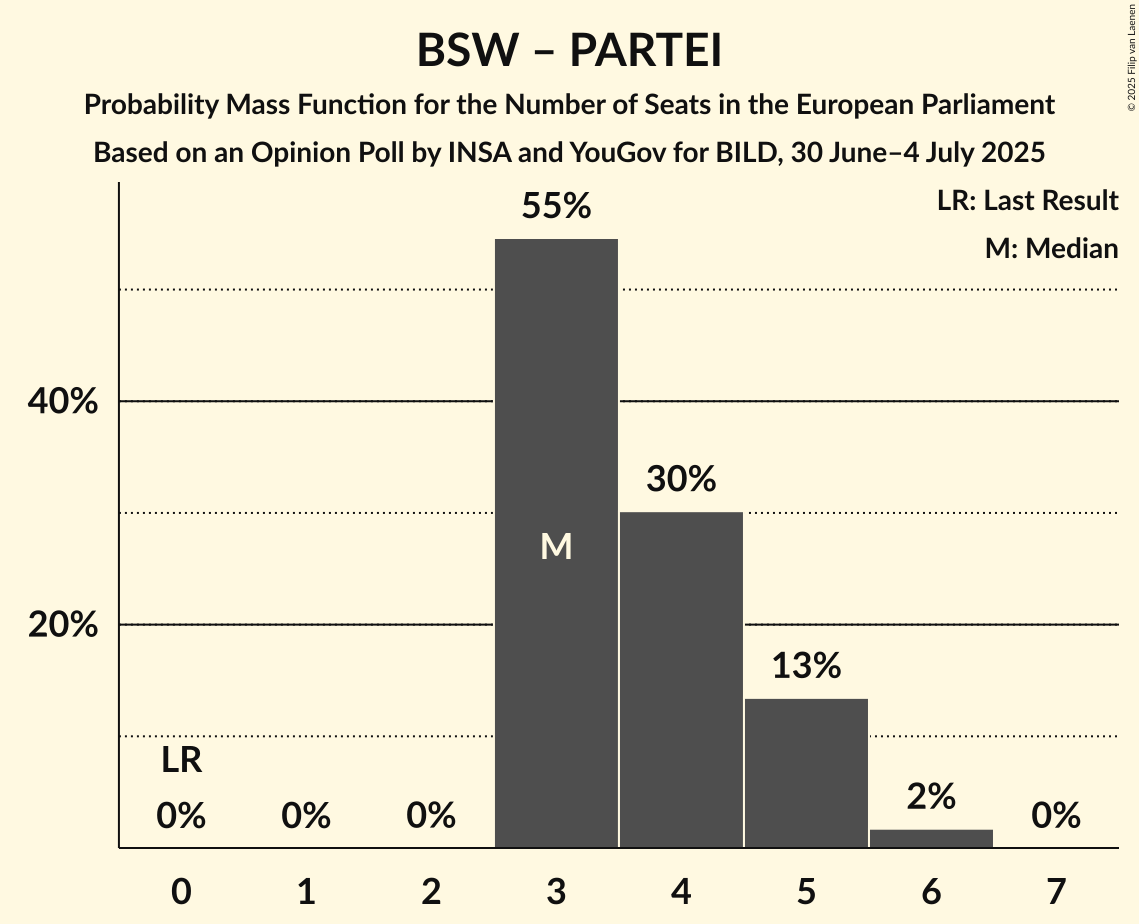 BSW – PARTEI
Probability Mass Function for the Number of Seats in the European Parliament
Based on an Opinion Poll by INSA and YouGov for BILD, 30 June–4 July 2025
© 2025 Filip van Laenen
LR: Last Result
M: Median
55%
40%
30%
M
20%
13%
LR
0%
0%
0%
2%
0%
0
1
2
3
4
5
6
7